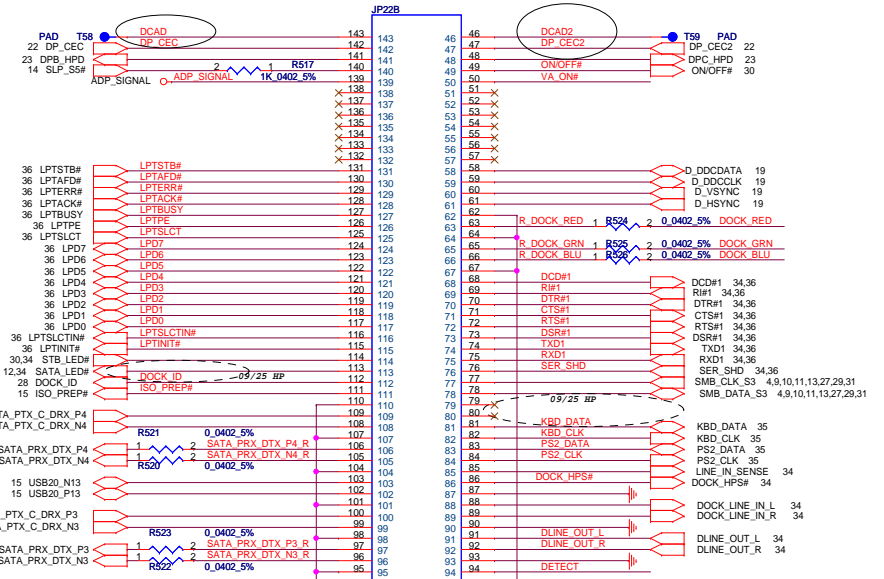 JP22B
PAD T58 DCAD 143 143 46 46 DCAD2 T59 PAD
22 DP_CEC DP_CEC 142 142 47 47 DP_CEC2 DP_CEC2 22
23 DPB_HPD 141 141 48 48 DPC_HPD 23
14 SLP_S5# 2 1 R517 140 140 49 49 ON/OFF# ON/OFF# 30
ADP_SIGNAL ADP_SIGNAL 1K_0402_5% 139 139 50 50 VA_ON#
138 138 51 51
137 137 52 52
136 136 53 53
135 135 54 54
134 134 55 55
133 133 56 56
132 132 57 57
36 LPTSTB# LPTSTB# 131 131 58 58 D_DDCDATA 19
36 LPTAFD# LPTAFD# 130 130 59 59 D_DDCCLK 19
36 LPTERR# LPTERR# 129 129 60 60 D_VSYNC 19
36 LPTACK# LPTACK# 128 128 61 61 D_HSYNC 19
36 LPTBUSY LPTBUSY 127 127 62 62
36 LPTPE LPTPE 126 126 63 63 R_DOCK_RED 1 R524 2 0_0402_5% DOCK_RED
36 LPTSLCT LPTSLCT 125 125 64 64
36 LPD7 LPD7 124 124 65 65 R_DOCK_GRN 1 R525 2 0_0402_5% DOCK_GRN
36 LPD6 LPD6 123 123 66 66 R_DOCK_BLU 1 R526 2 0_0402_5% DOCK_BLU
36 LPD5 LPD5 122 122 67 67
36 LPD4 LPD4 121 121 68 68 DCD#1 DCD#1 34,36
36 LPD3 LPD3 120 120 69 69 RI#1 RI#1 34,36
36 LPD2 LPD2 119 119 70 70 DTR#1 DTR#1 34,36
36 LPD1 LPD1 118 118 71 71 CTS#1 CTS#1 34,36
36 LPD0 LPD0 117 117 72 72 RTS#1 RTS#1 34,36
36 LPTSLCTIN# LPTSLCTIN# 116 116 73 73 DSR#1 DSR#1 34,36
36 LPTINIT# LPTINIT# 115 115 74 74 TXD1 TXD1 34,36
30,34 STB_LED# 114 114 75 75 RXD1 RXD1 34,36
12,34 SATA_LED# 113 113 76 76 SER_SHD SER_SHD 34,36
28 DOCK_ID DOCK_ID 09/25 HP 112 112 77 77 SMB_CLK_S3 4,9,10,11,13,27,29,31
15 ISO_PREP# ISO_PREP# 111 111 78 78 SMB_DATA_S3 4,9,10,11,13,27,29,31
110 110 79 79 09/25 HP
TA_PTX_C_DRX_P4 109 109 80 80
TA_PTX_C_DRX_N4 108 108 81 81 KBD_DATA KBD_DATA 35
R521 0_0402_5% 107 107 82 82 KBD_CLK KBD_CLK 35
SATA_PRX_DTX_P4 1 2 SATA_PRX_DTX_P4_R 106 106 83 83 PS2_DATA PS2_DATA 35
SATA_PRX_DTX_N4 1 2 SATA_PRX_DTX_N4_R 105 105 84 84 PS2_CLK PS2_CLK 35
R520 0_0402_5% 104 104 85 85 LINE_IN_SENSE 34
15 USB20_N13 103 103 86 86 DOCK_HPS# DOCK_HPS# 34
15 USB20_P13 102 102 87 87
101 101 88 88 DOCK_LINE_IN_L 34
_PTX_C_DRX_P3 100 100 89 89 DOCK_LINE_IN_R 34
A_PTX_C_DRX_N3 99 99 90 90
R523 0_0402_5% 98 98 91 91 DLINE_OUT_L DLINE_OUT_L 34
SATA_PRX_DTX_P3 1 2 SATA_PRX_DTX_P3_R 97 97 92 92 DLINE_OUT_R DLINE_OUT_R 34
SATA_PRX_DTX_N3 1 2 SATA_PRX_DTX_N3_R 96 96 93 93
R522 0_0402_5% 95 95 94 94 DETECT